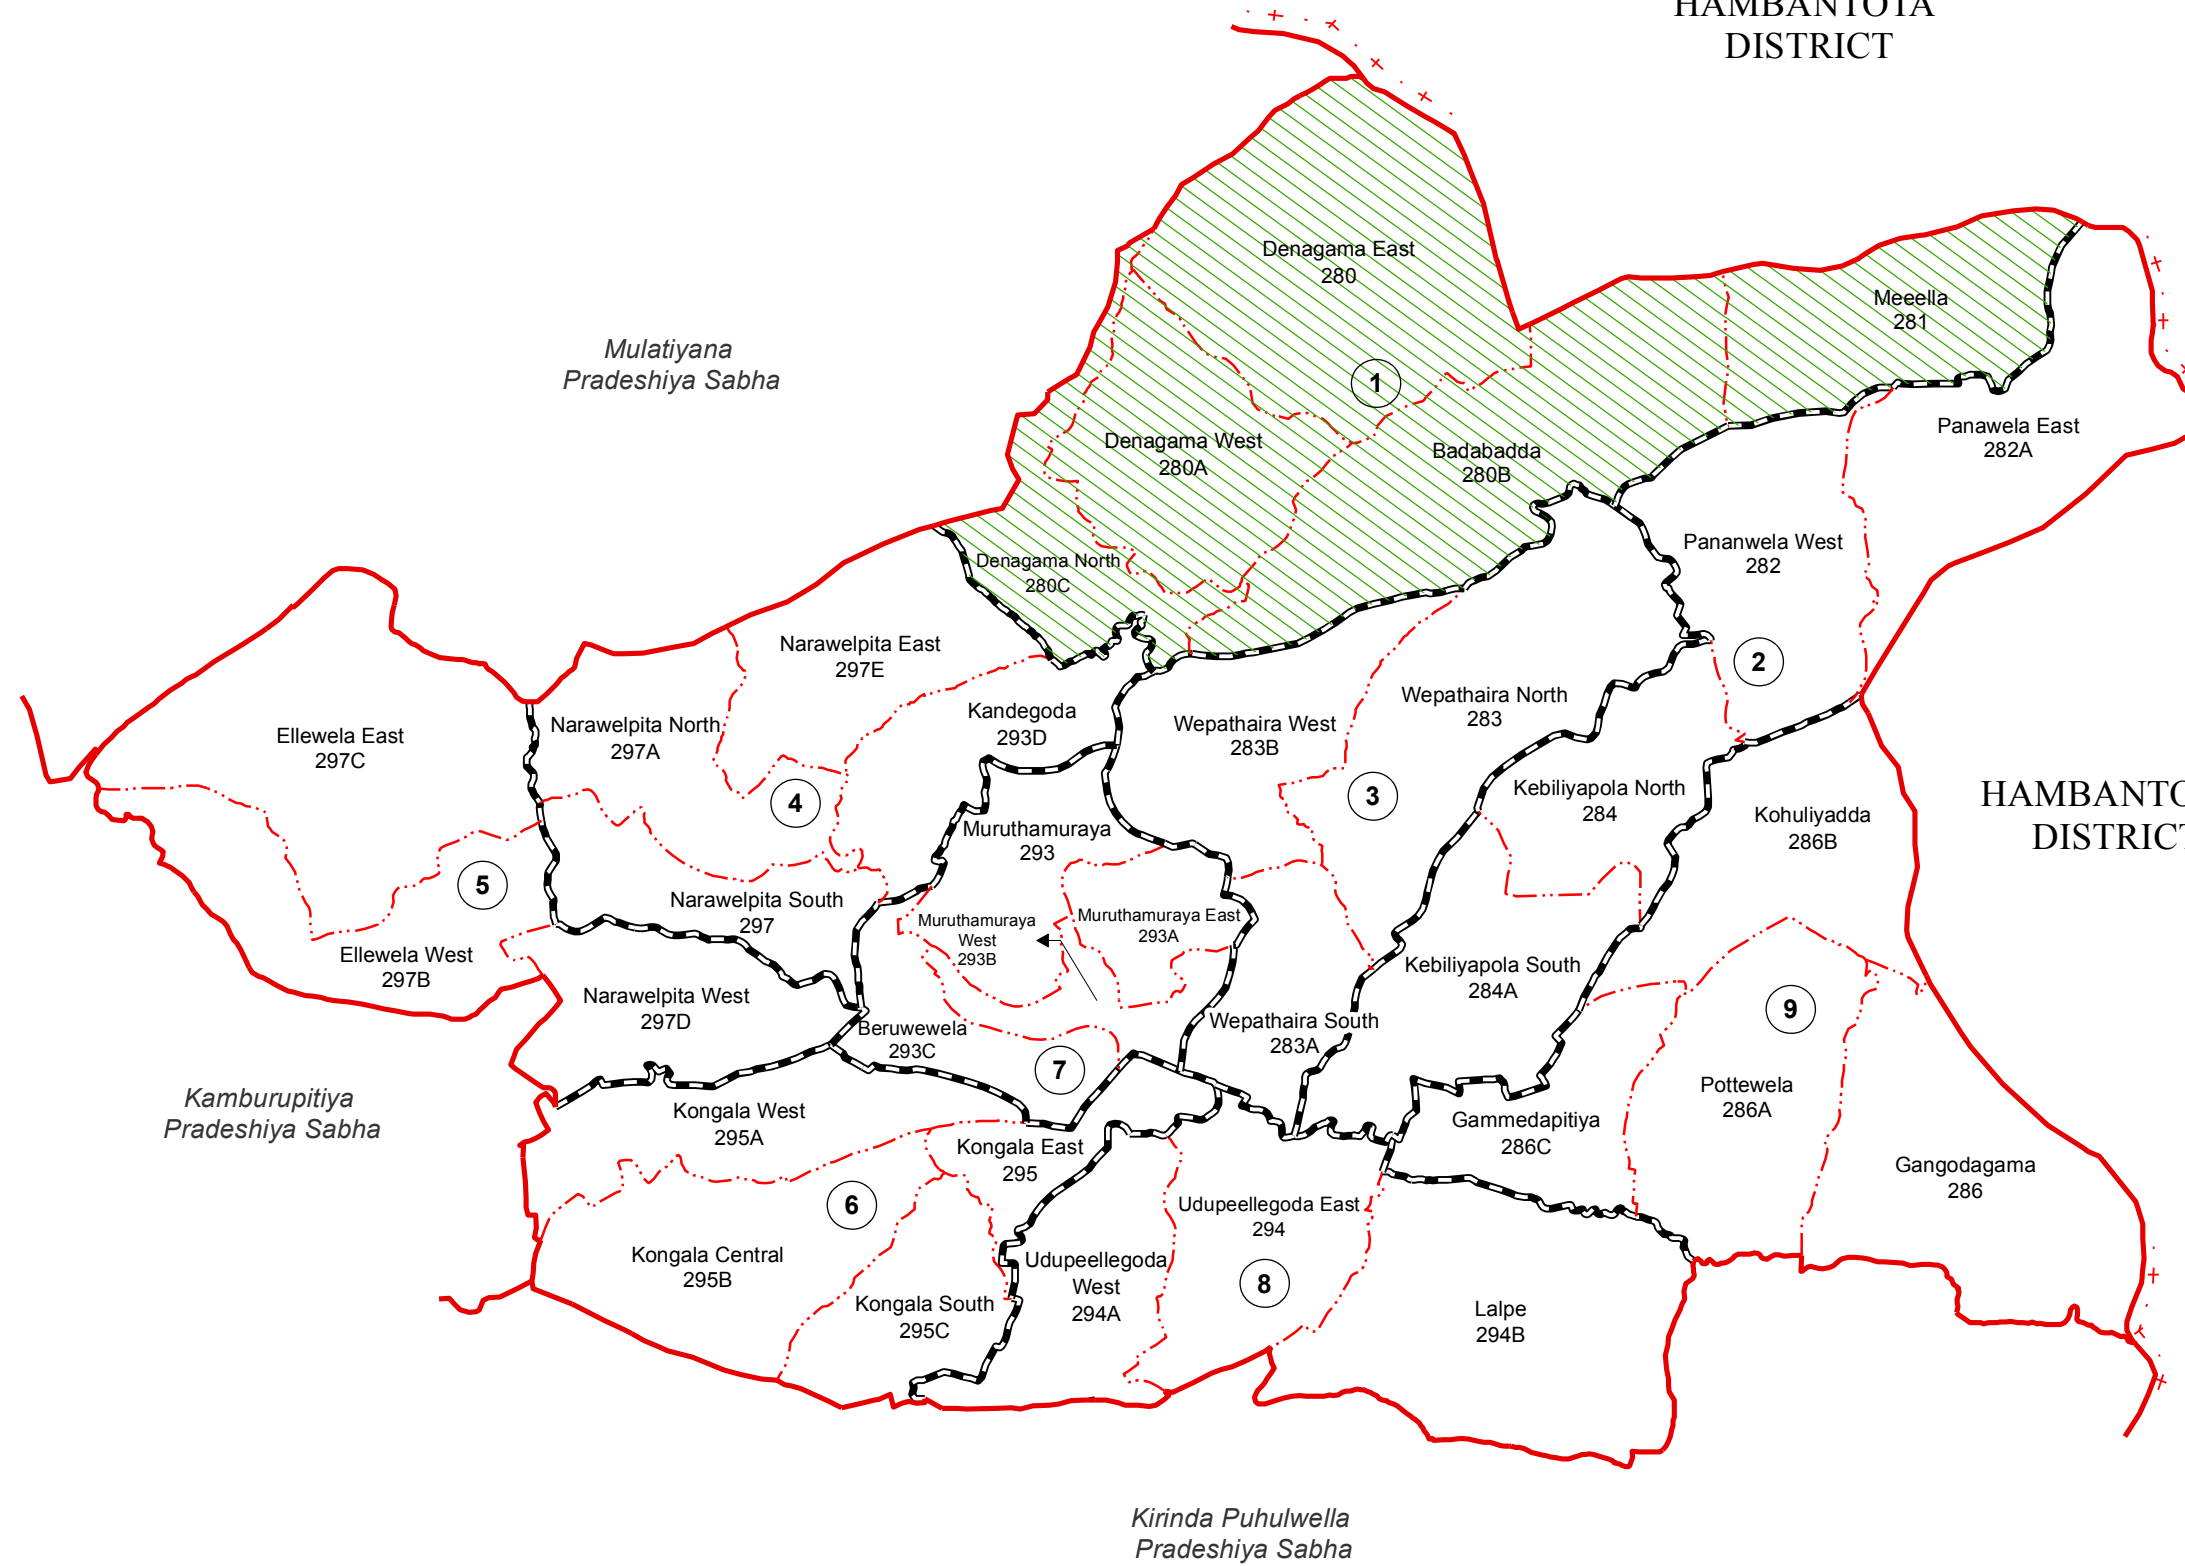 HAMBANTOTA
DISTRICT
Denagama East
280
Meeella
281
Mulatiyana
Pradeshiya Sabha
1
Denagama West
280A
Badabadda
280B
Panawela East
282A
Denagama North
280C
Pananwela West
282
Narawelpita East
297E
2
Ellewela East
297C
Narawelpita North
297A
Kandegoda
293D
Wepathaira West
283B
Wepathaira North
283
4
3
Kebiliyapola North
284
Kohuliyadda
286B
HAMBANTO
DISTRICT
Muruthamuraya
293
5
Narawelpita South
297
Muruthamuraya
West
293B
Muruthamuraya East
293A
Ellewela West
297B
Narawelpita West
297D
Kebiliyapola South
284A
9
Beruwewela
293C
Wepathaira South
283A
7
Pottewela
286A
Kamburupitiya
Pradeshiya Sabha
Kongala West
295A
Kongala East
295
Gammedapitiya
286C
Gangodagama
286
6
Udupeellegoda East
294
Kongala Central
295B
Udupeellegoda
West
294A
8
Kongala South
295C
Lalpe
294B
Kirinda Puhulwella
Pradeshiya Sabha